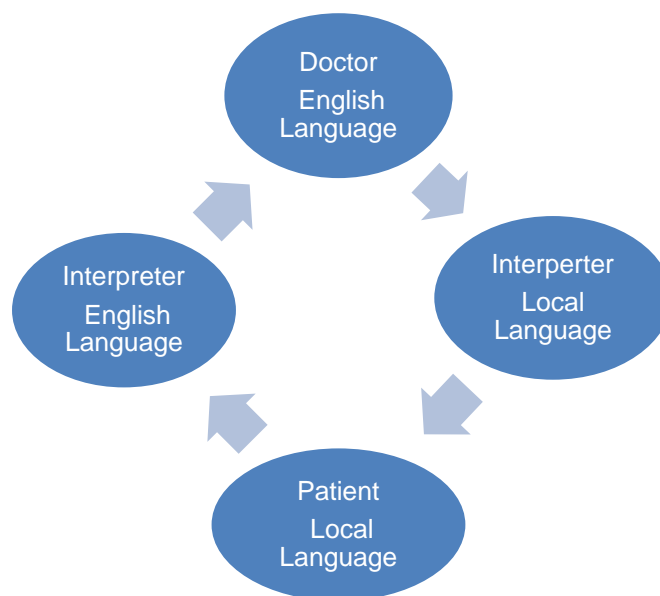 Doctor
English
Language
Interpreter
English
Language
Interperter
Local
Language
Patient
Local
Language